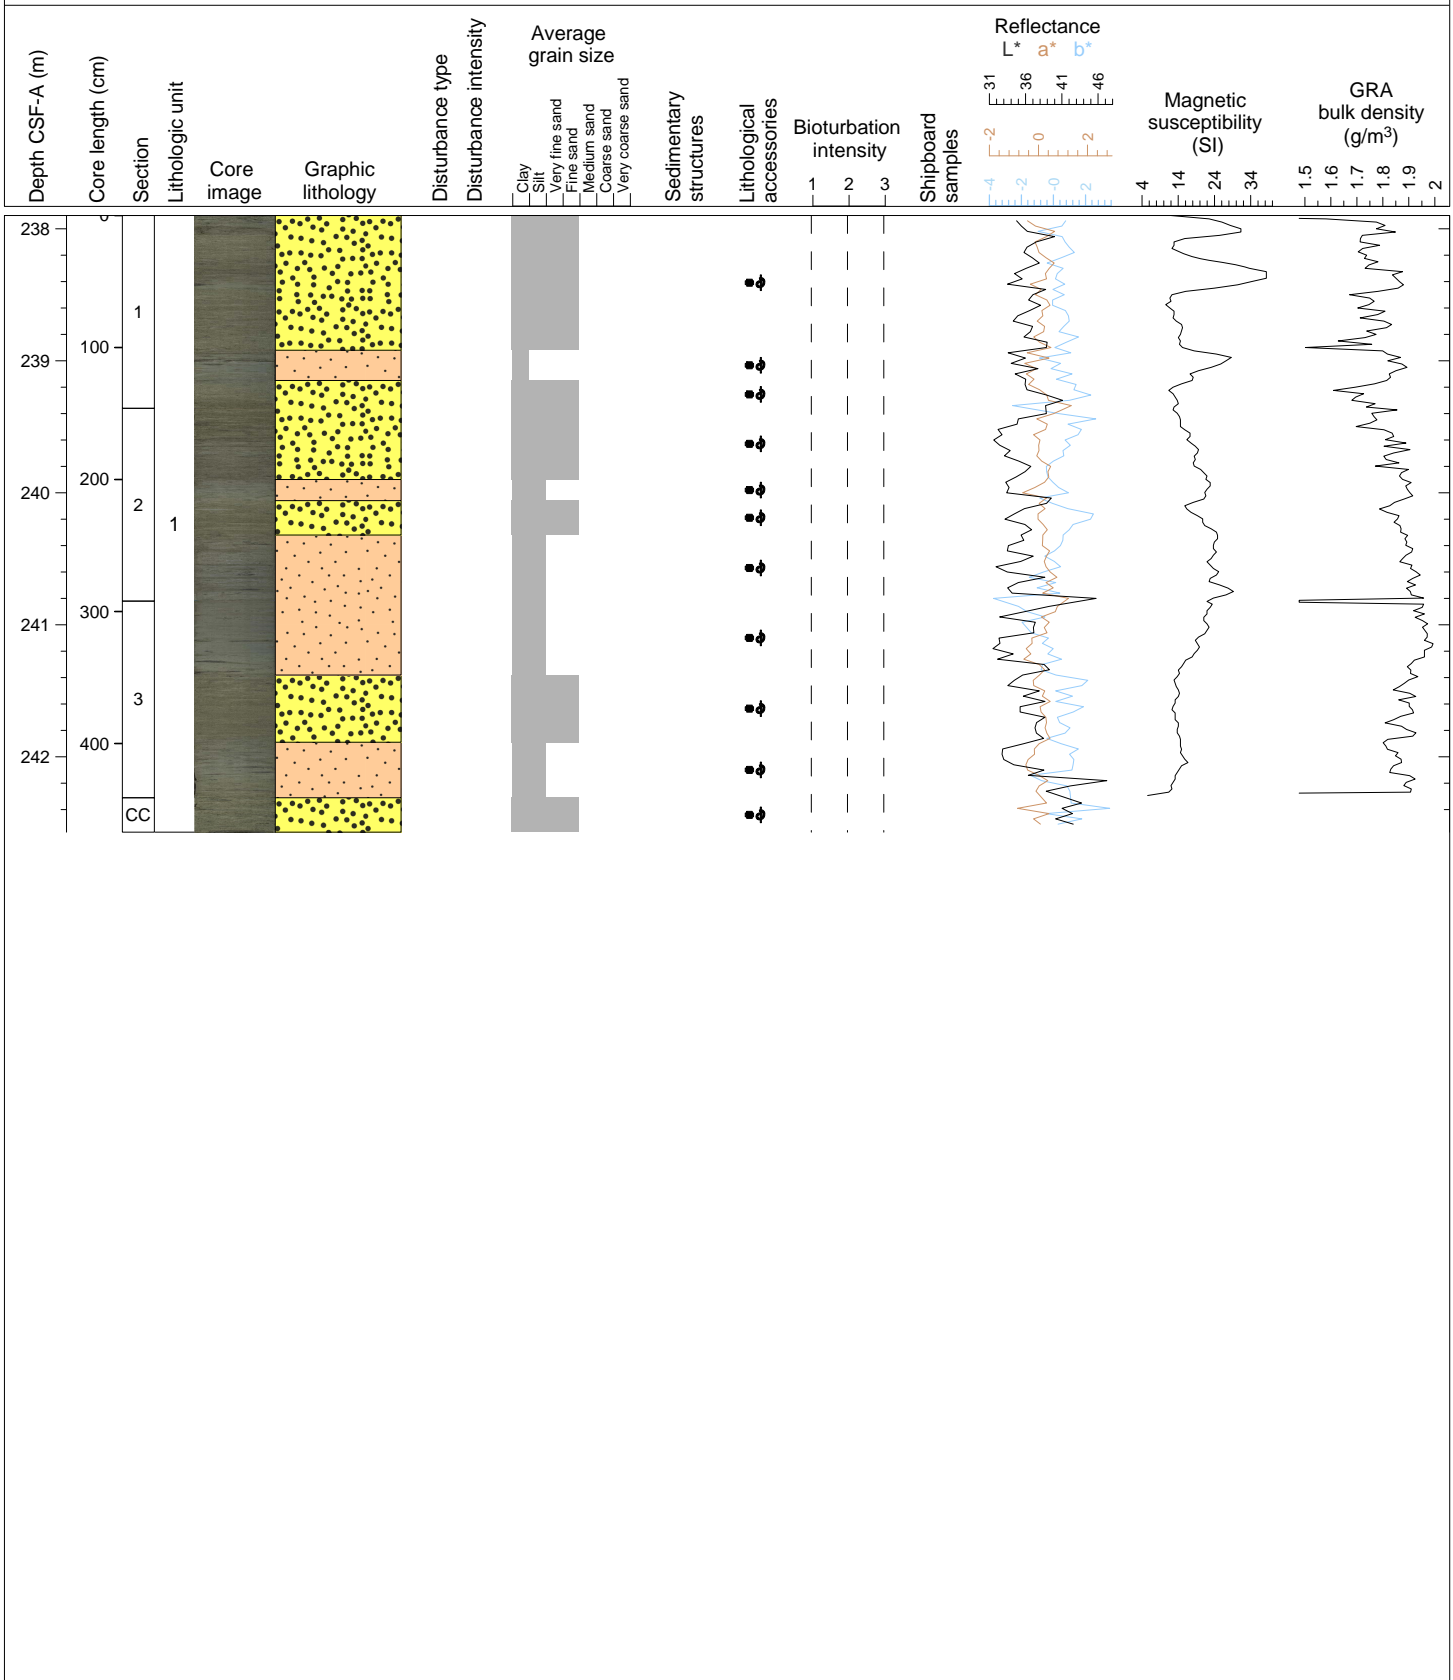 Depth CSF-A (m)
Core length (cm)
Section
Lithologic unit
Core
image
Graphic
lithology
Disturbance type
Disturbance intensity
Average
grain size
Clay
Silt
Very fine sand
Fine sand
Medium sand
Coarse sand
Very coarse sand
Sedimentary
structures
Lithological
accessories
Bioturbation
intensity
1 2 3
Shipboard
samples
Reflectance
L* a* b*
31 36 41 46
-2 0 2
-4 -2 -0 2
Magnetic
susceptibility
(SI)
4 14 24 34
GRA
bulk density
(g/m³)
1.5 1.6 1.7 1.8 1.9 2
0
238
1
100
239
200
240
2
1
300
241
3
400
242
CC